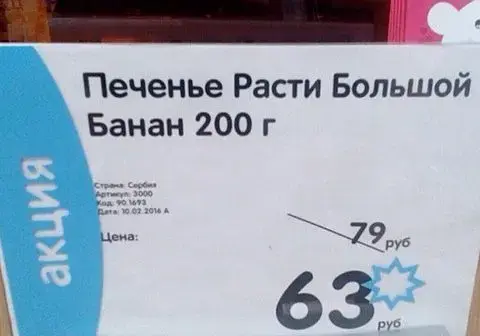 акция
Печенье Расти Большой
Банан 200 г
Страна: Сербия
Артикул: 3000
Код: 90.1693
Дата: 10.02.2016 А
Цена:
79 руб
63 руб